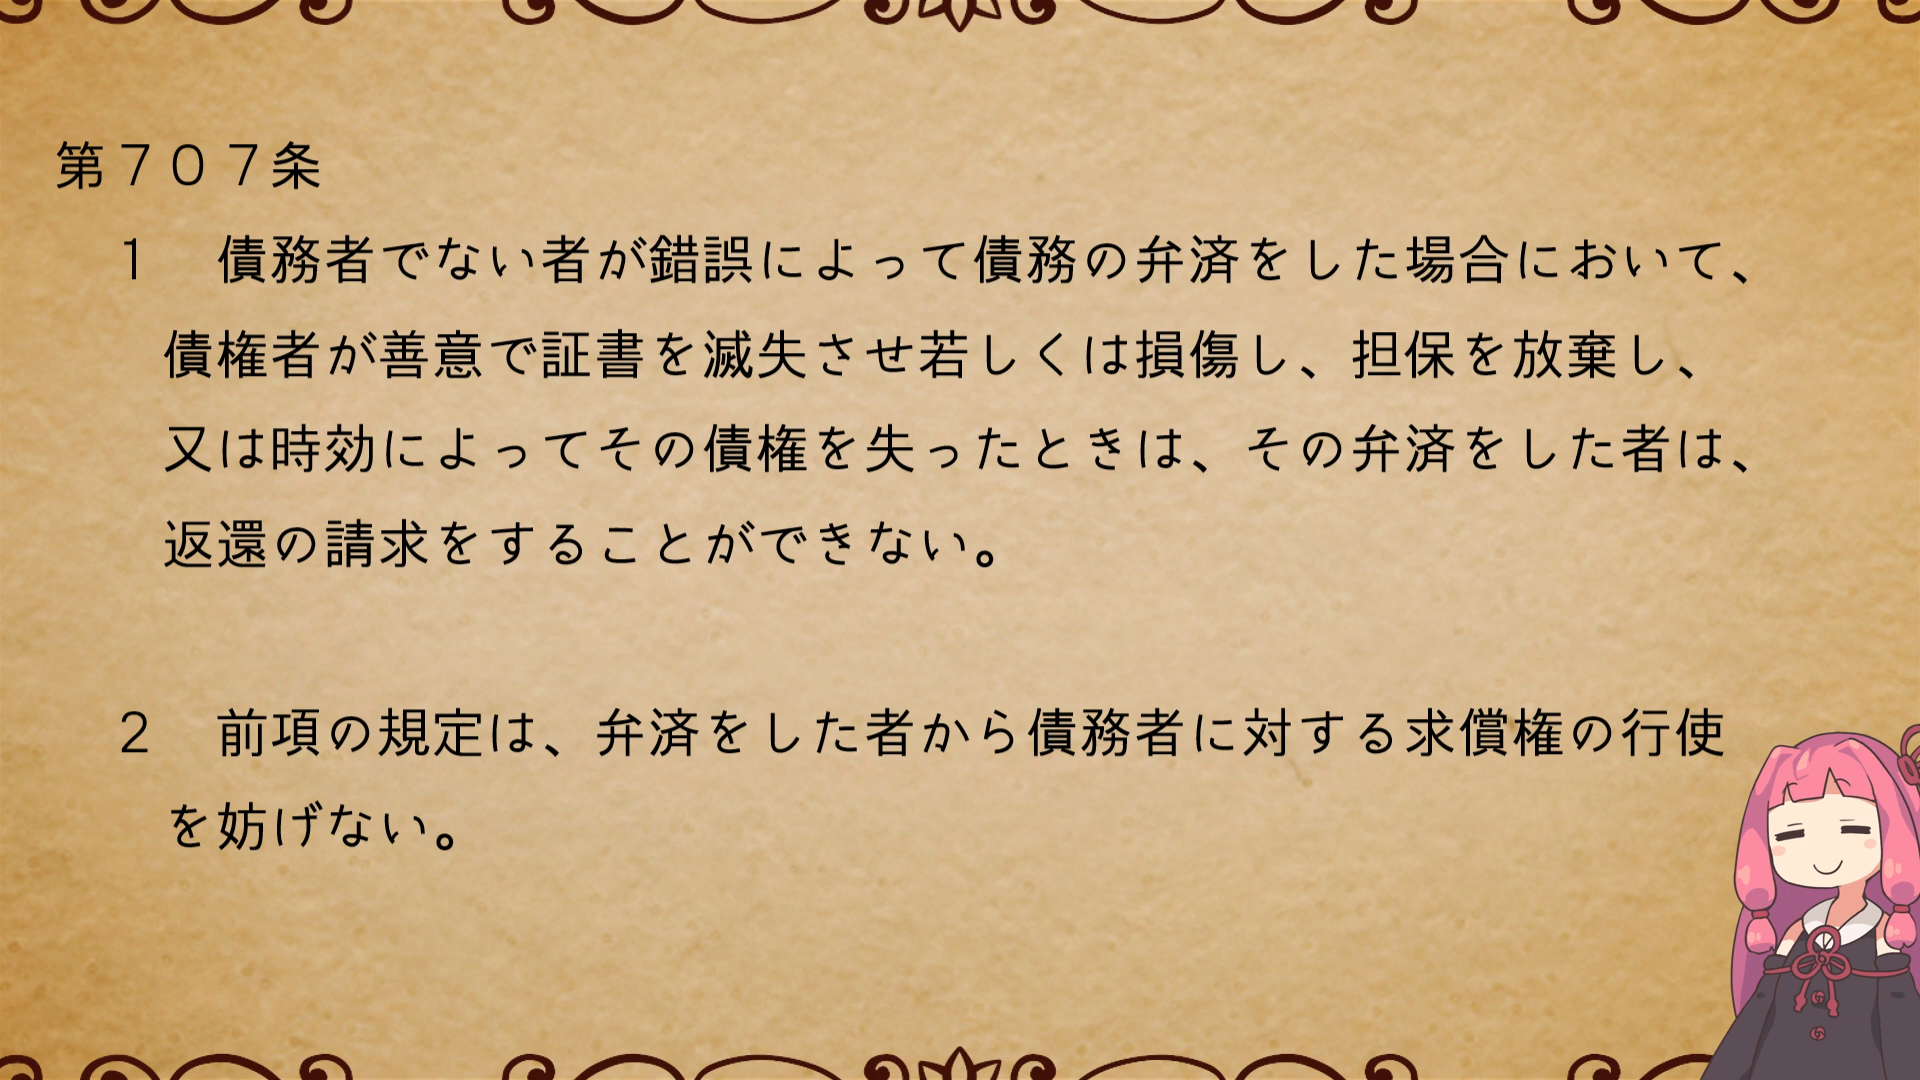 第７０７条
１　債務者でない者が錯誤によって債務の弁済をした場合において、
債権者が善意で証書を滅失させ若しくは損傷し、担保を放棄し、
又は時効によってその債権を失ったときは、その弁済をした者は、
返還の請求をすることができない。
２　前項の規定は、弁済をした者から債務者に対する求償権の行使
を妨げない。